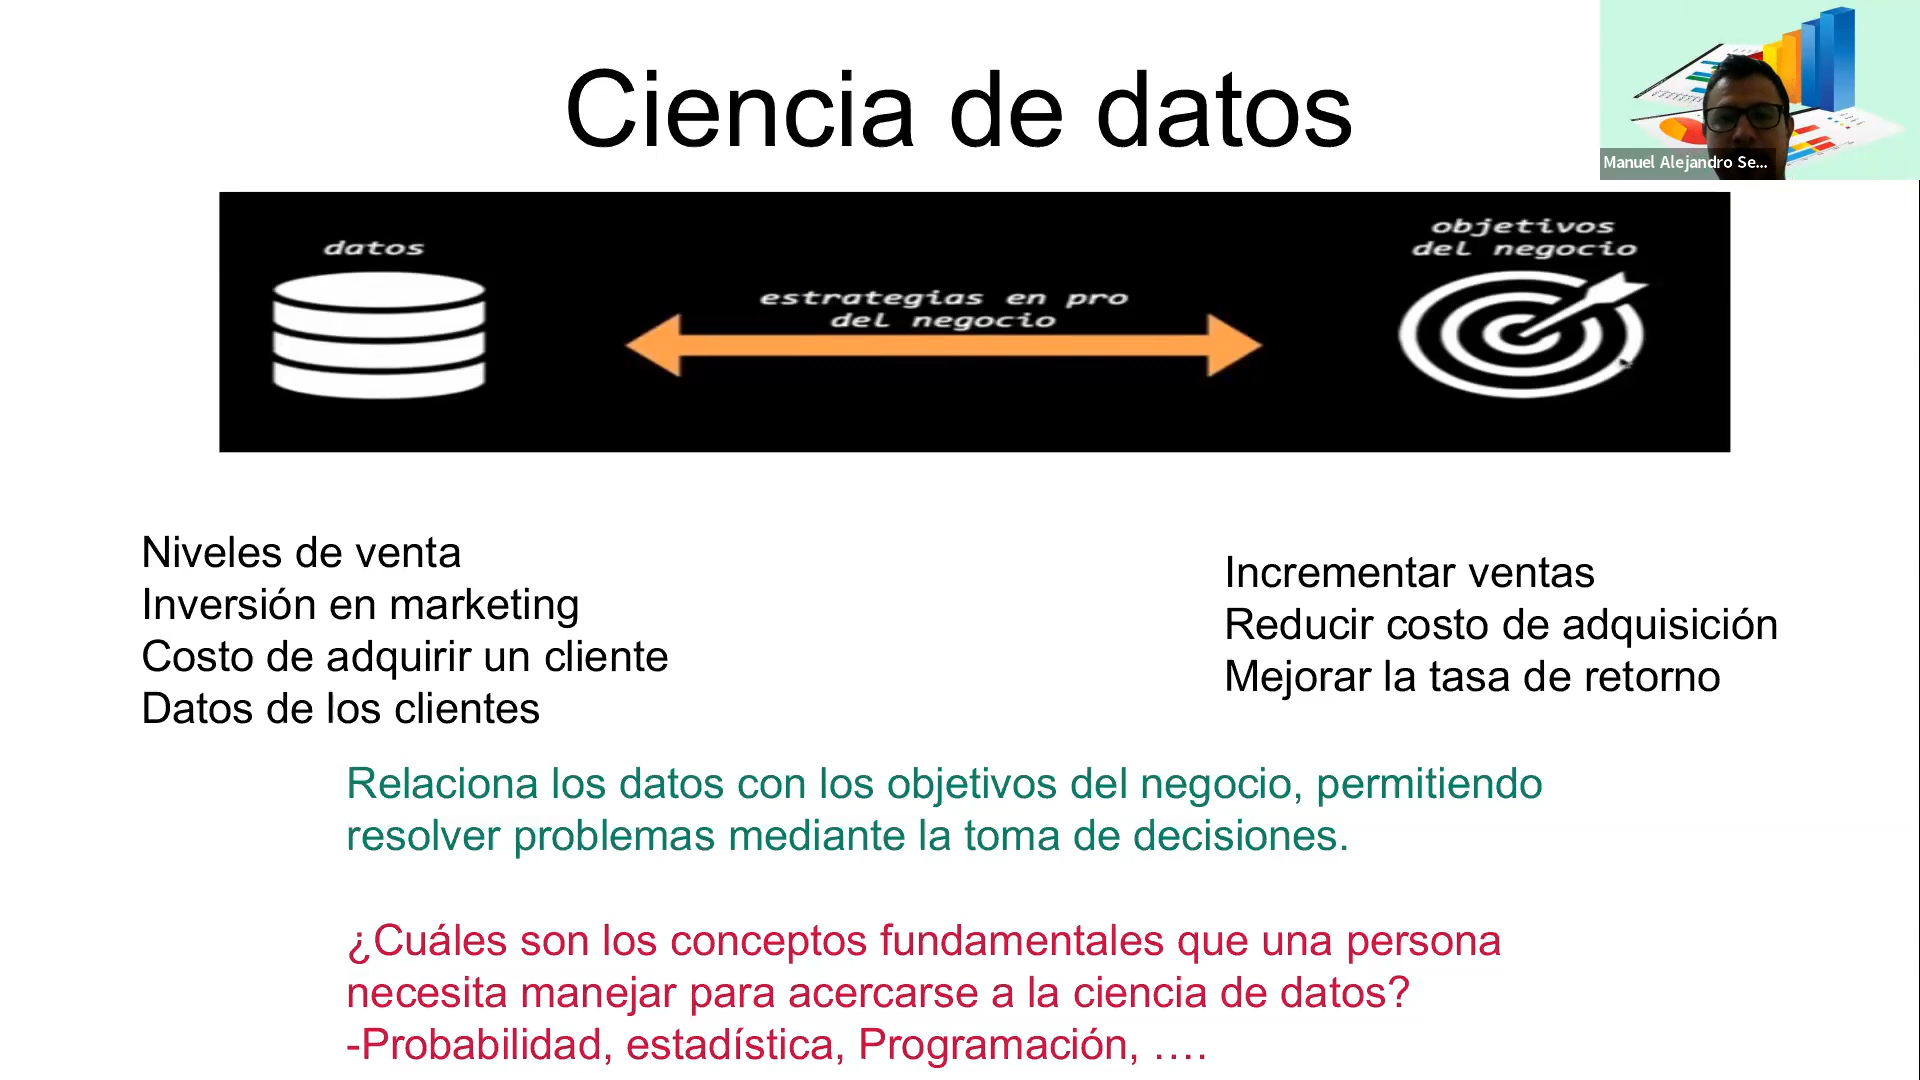 Ciencia de datos
Manuel Alejandro Se...
datos
estrategias en pro
del negocio
objetivos
del negocio
Niveles de venta
Inversión en marketing
Costo de adquirir un cliente
Datos de los clientes
Incrementar ventas
Reducir costo de adquisición
Mejorar la tasa de retorno
Relaciona los datos con los objetivos del negocio, permitiendo
resolver problemas mediante la toma de decisiones.
¿Cuáles son los conceptos fundamentales que una persona
necesita manejar para acercarse a la ciencia de datos?
-Probabilidad, estadística, Programación, ….